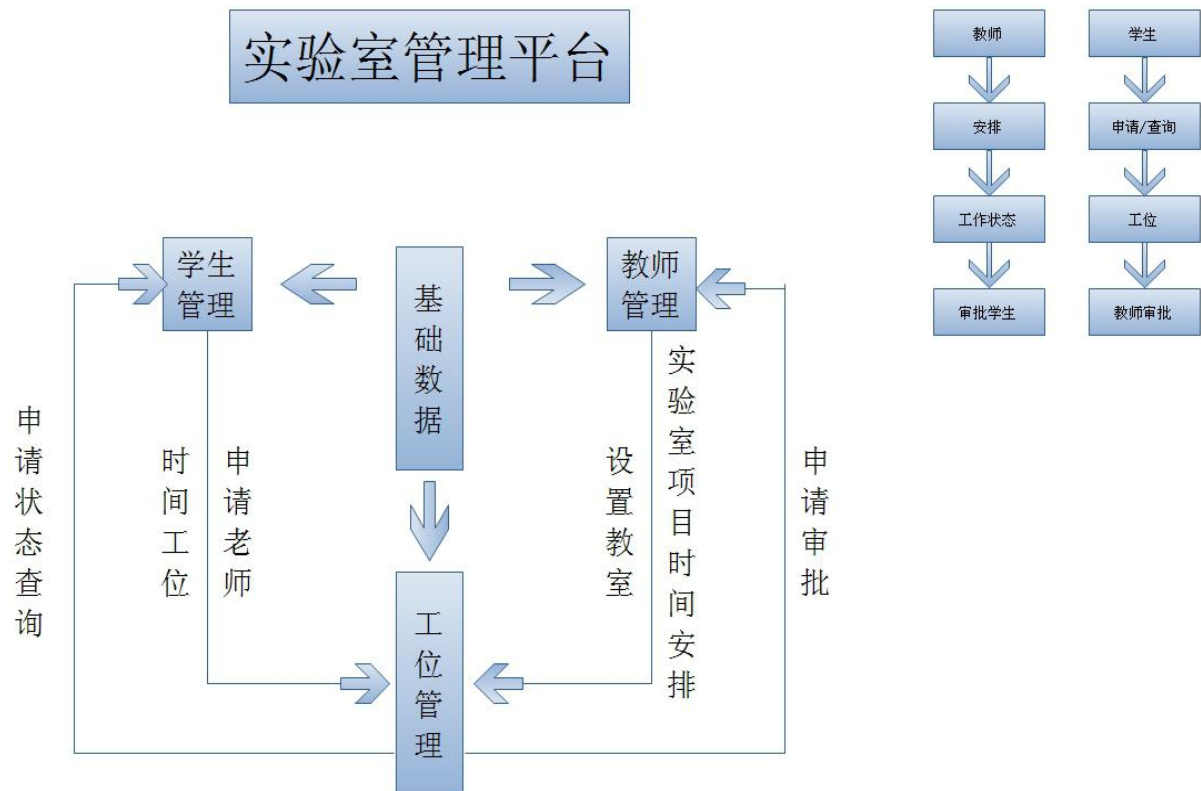 实验室管理平台
教师
学生
安排
申请/查询
工作状态
工位
审批学生
教师审批
学生
管理
基础数据
教师
管理
申请状态查询
时间工位
申请老师
设置教室
实验室项目时间安排
申请审批
工位管理